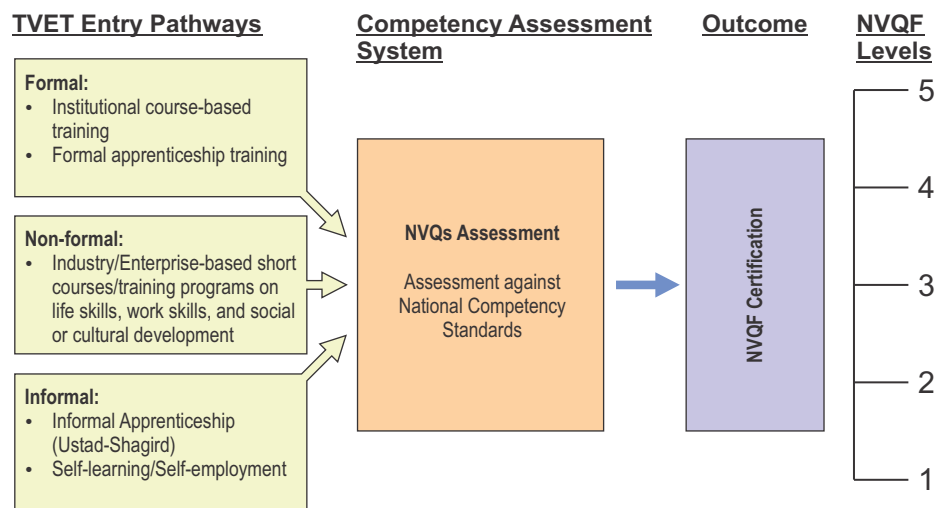 TVET Entry Pathways
Competency Assessment
System
Outcome
NVQF
Levels
Formal:
• Institutional course-based
training
• Formal apprenticeship training
Non-formal:
• Industry/Enterprise-based short
courses/training programs on
life skills, work skills, and social
or cultural development
Informal:
• Informal Apprenticeship
(Ustad-Shagird)
• Self-learning/Self-employment
NVQs Assessment
Assessment against
National Competency
Standards
NVQF Certification
5
4
3
2
1